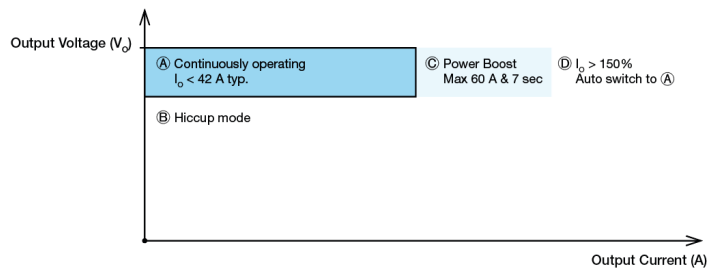 Output Voltage (Vo)
Ⓐ Continuously operating
Io < 42 A typ.
Ⓒ Power Boost
Max 60 A & 7 sec
Ⓓ Io > 150%
Auto switch to Ⓐ
Ⓑ Hiccup mode
Output Current (A)